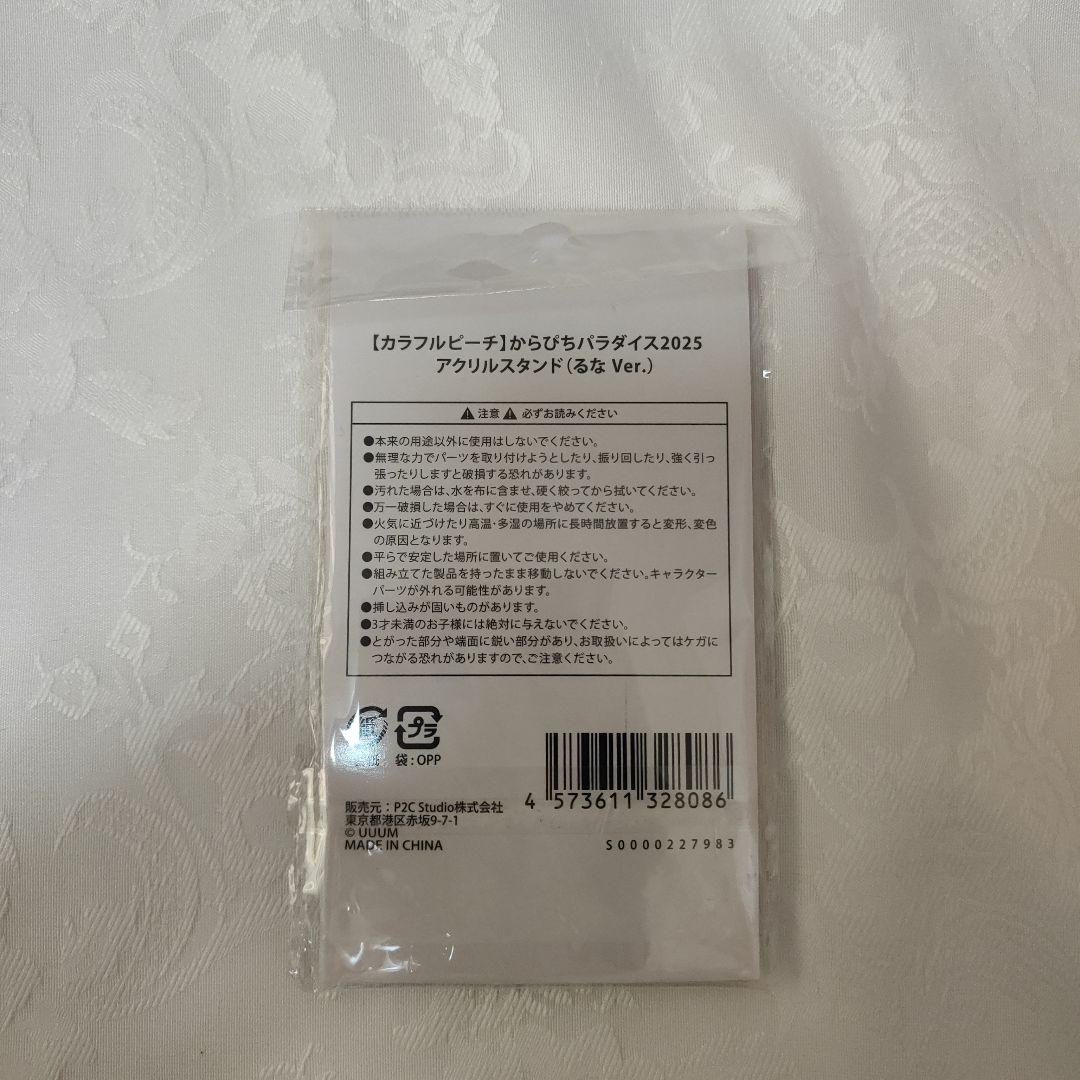 【カラフルピーチ】からぴちパラダイス2025
アクリルスタンド(るな Ver.)
⚠ 注意 ⚠ 必ずお読みください
●本来の用途以外に使用はしないでください。
●無理な力でパーツを取り付けようとしたり、振り回したり、強く引っ
張ったりしますと破損する恐れがあります。
●汚れた場合は、水を布に含ませ、硬く絞ってから拭いてください。
●万一破損した場合は、すぐに使用をやめてください。
●火気に近づけたり高温・多湿の場所に長時間放置すると変形、変色
の原因となります。
●平らで安定した場所に置いてご使用ください。
●組み立てた製品を持ったまま移動しないでください。キャラクター
パーツが外れる可能性があります。
●挿し込みが固いものがあります。
●3才未満のお子様には絶対に与えないでください。
●とがった部分や端面に鋭い部分があり、お取扱いによってはケガに
つながる恐れがありますので、ご注意ください。
紙 プラ
紙 袋:OPP
4 573611 328086
販売元:P2C Studio株式会社
東京都港区赤坂9-7-1
© UUUM
MADE IN CHINA
S0000227983